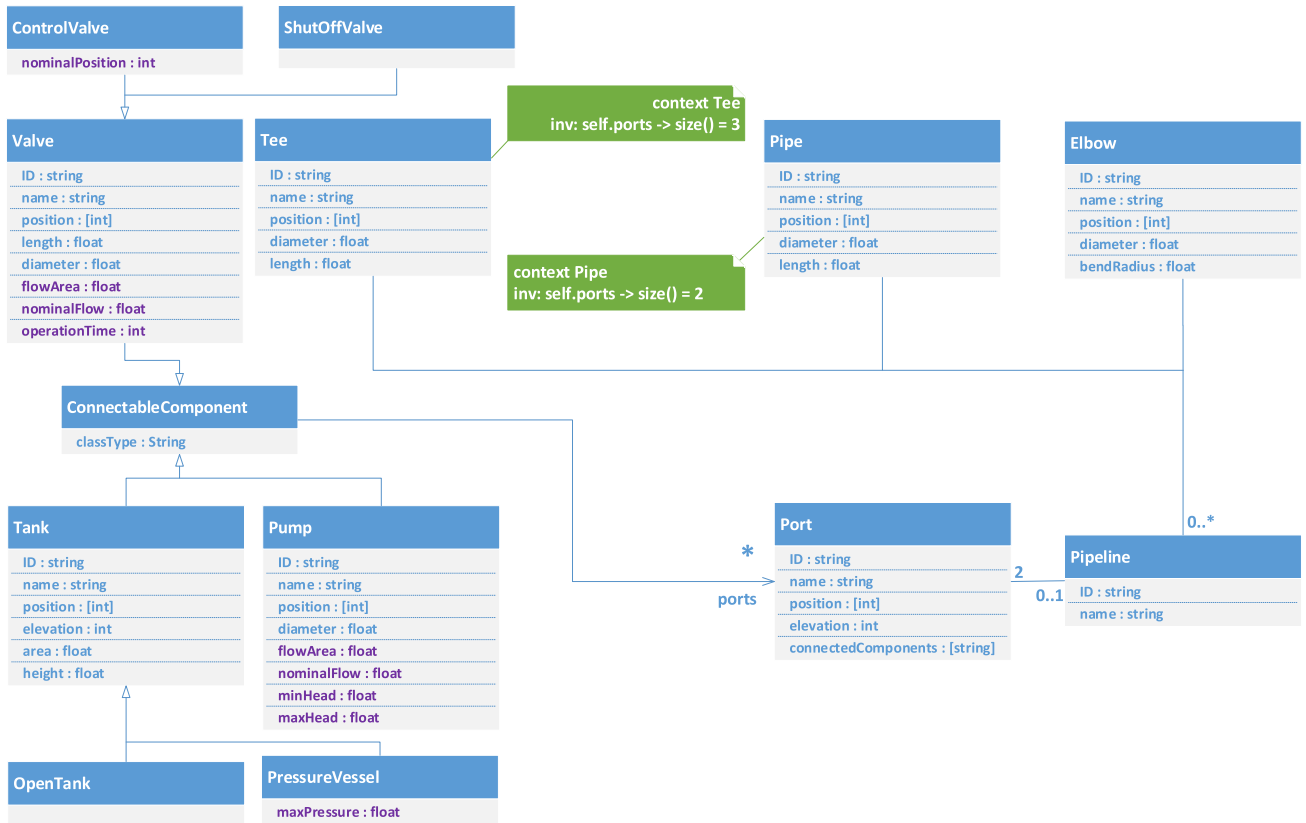 ControlValve
nominalPosition : int
ShutOffValve
context Tee
inv: self.ports -> size() = 3
Valve
ID : string
name : string
position : [int]
length : float
diameter : float
flowArea : float
nominalFlow : float
operationTime : int
Tee
ID : string
name : string
position : [int]
diameter : float
length : float
context Pipe
inv: self.ports -> size() = 2
Pipe
ID : string
name : string
position : [int]
diameter : float
length : float
Elbow
ID : string
name : string
position : [int]
diameter : float
bendRadius : float
ConnectableComponent
classType : String
Tank
ID : string
name : string
position : [int]
elevation : int
area : float
height : float
Pump
ID : string
name : string
position : [int]
diameter : float
flowArea : float
nominalFlow : float
minHead : float
maxHead : float
*
ports
Port
ID : string
name : string
position : [int]
elevation : int
connectedComponents : [string]
2
0..1
0..*
Pipeline
ID : string
name : string
OpenTank
PressureVessel
maxPressure : float